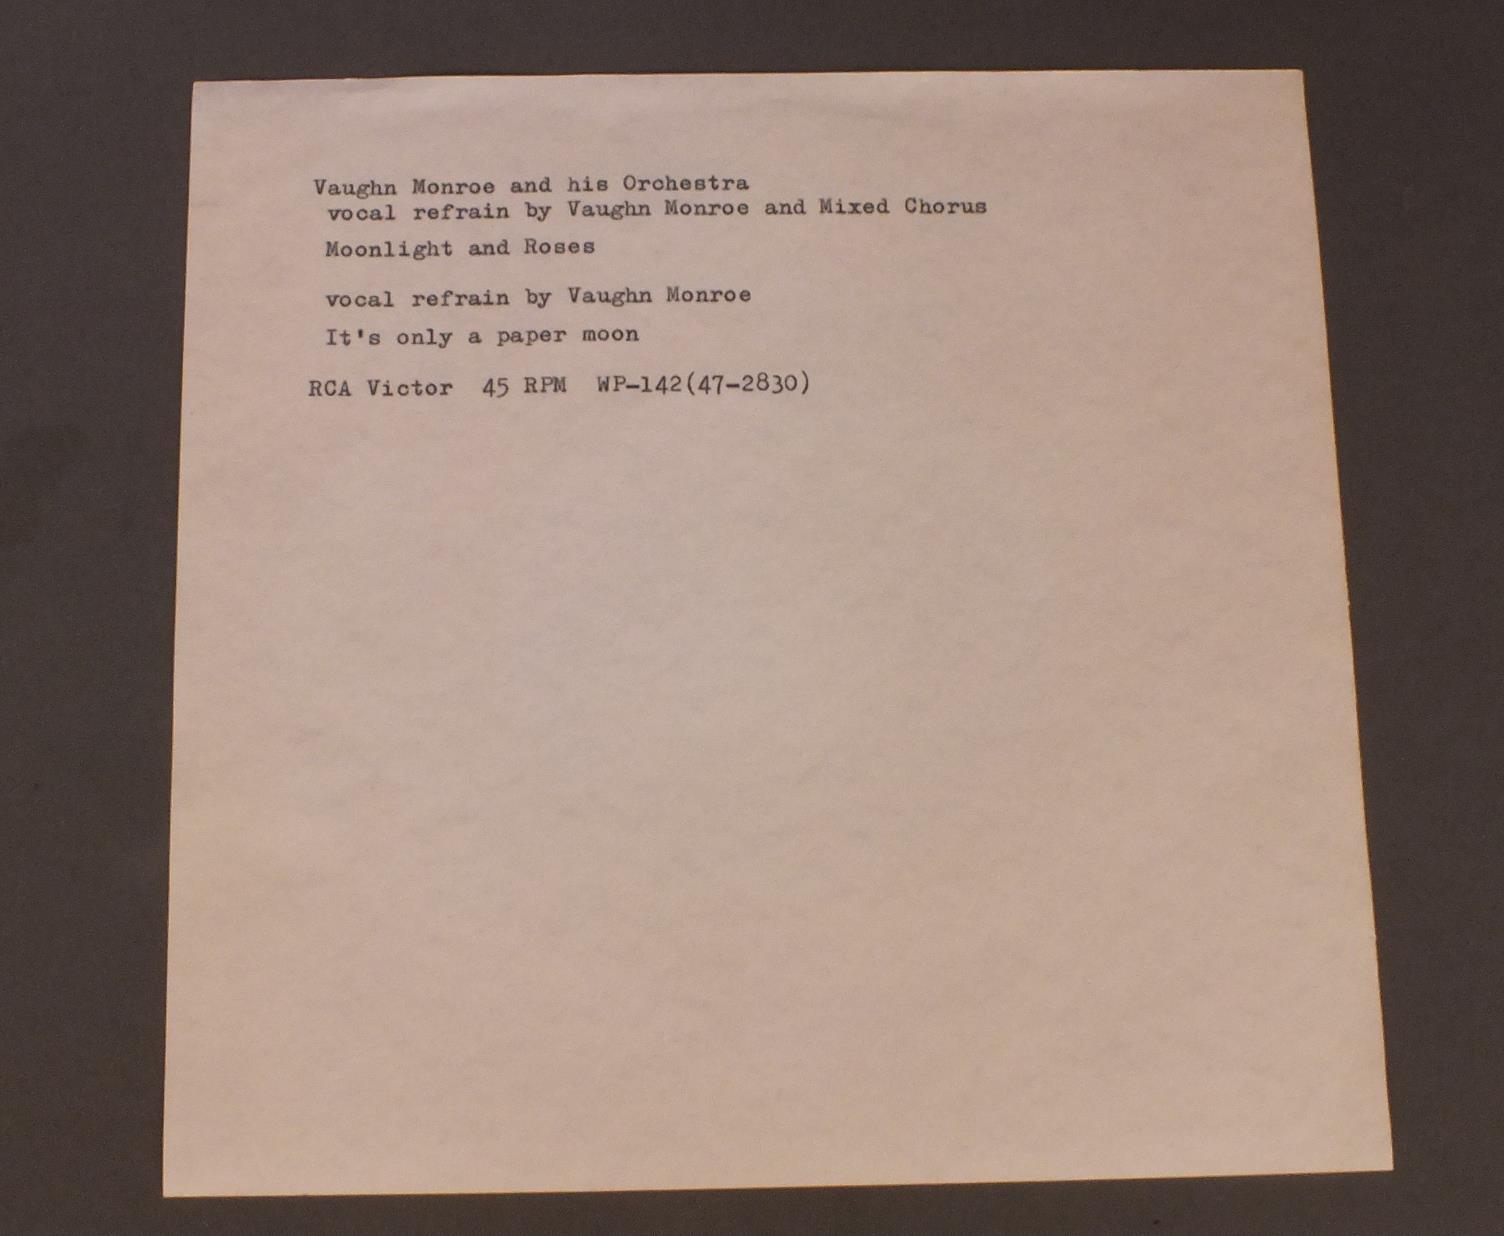 Vaughn Monroe and his Orchestra
vocal refrain by Vaughn Monroe and Mixed Chorus
Moonlight and Roses
vocal refrain by Vaughn Monroe
It's only a paper moon
RCA Victor 45 RPM WP-142(47-2830)